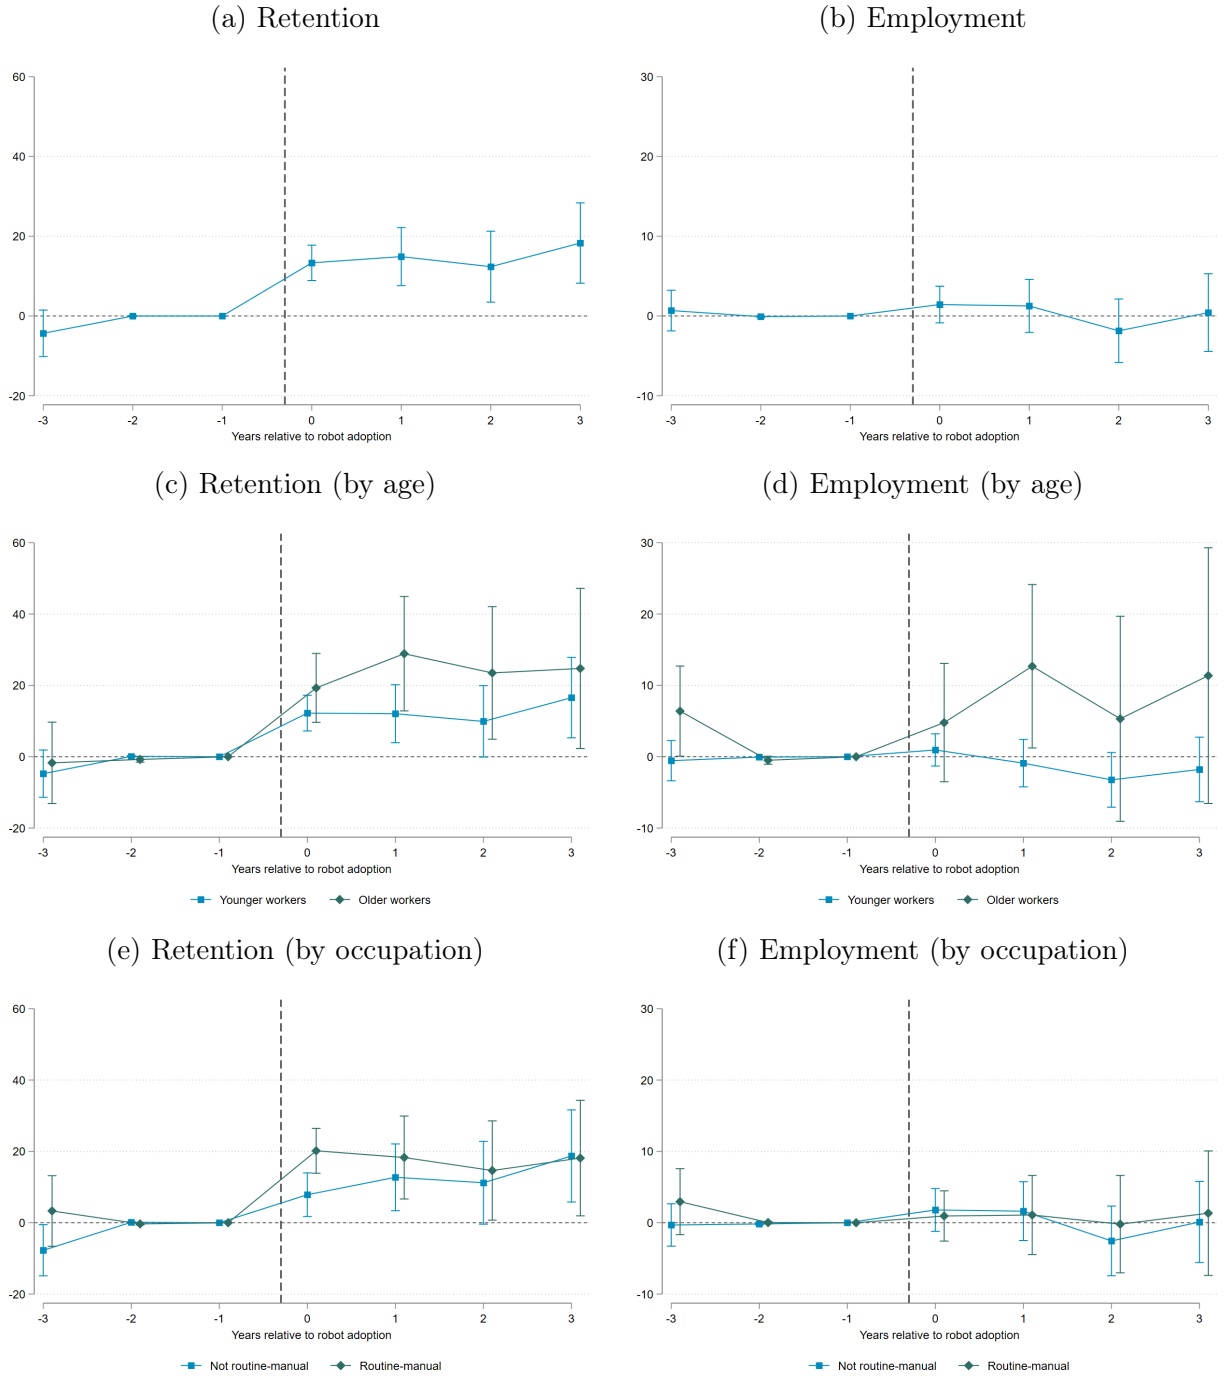 (a) Retention
60
40
20
0
-20
-3 -2 -1 0 1 2 3
Years relative to robot adoption
(b) Employment
30
20
10
0
-10
-3 -2 -1 0 1 2 3
Years relative to robot adoption
(c) Retention (by age)
60
40
20
0
-20
-3 -2 -1 0 1 2 3
Years relative to robot adoption
Younger workers Older workers
(d) Employment (by age)
30
20
10
0
-10
-3 -2 -1 0 1 2 3
Years relative to robot adoption
Younger workers Older workers
(e) Retention (by occupation)
60
40
20
0
-20
-3 -2 -1 0 1 2 3
Years relative to robot adoption
Not routine-manual Routine-manual
(f) Employment (by occupation)
30
20
10
0
-10
-3 -2 -1 0 1 2 3
Years relative to robot adoption
Not routine-manual Routine-manual